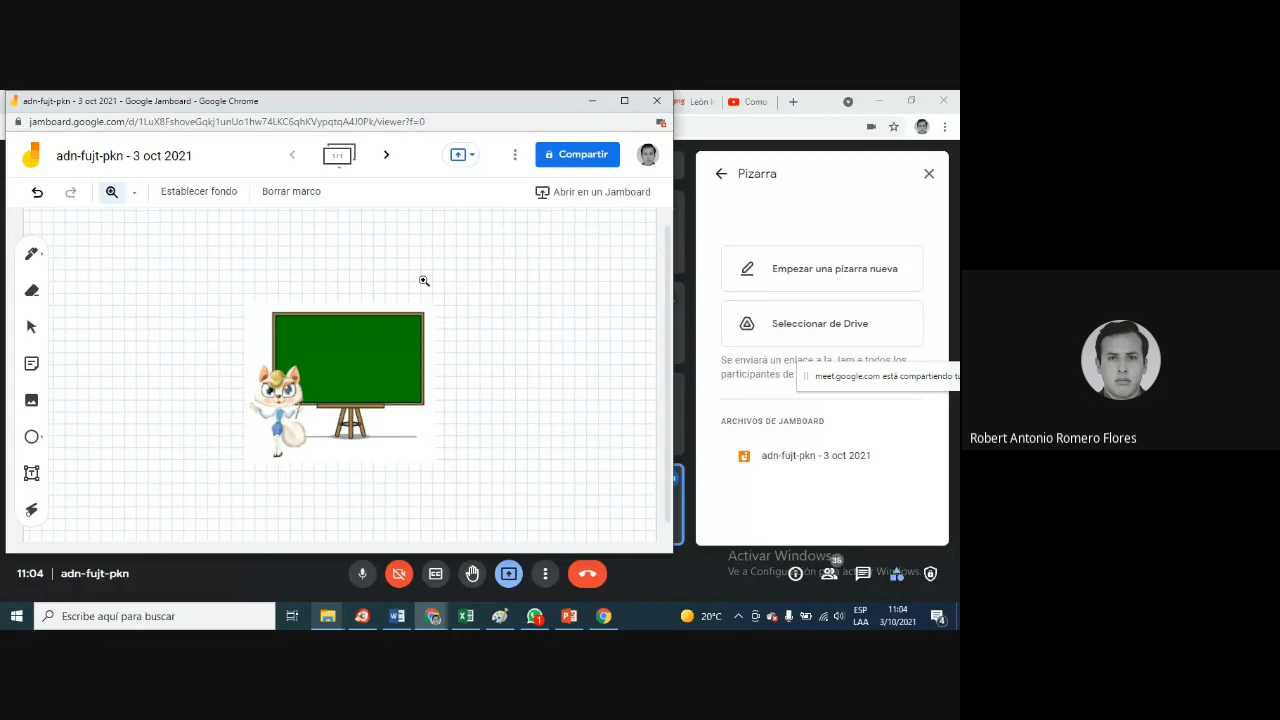 adn-fujt-pkn - 3 oct 2021 - Google Jamboard - Google Chrome
León
Como
jamboard.google.com/d/1LuX8FshoveGqkj1unUo1hw74LKC6qhKVypqtqA4J0Pk/viewer?f=0
adn-fujt-pkn - 3 oct 2021
1/1
Compartir
Establecer fondo
Borrar marco
Abrir en un Jamboard
Pizarra
Empezar una pizarra nueva
Seleccionar de Drive
Se enviará un enlace a la Jam a todos los
participantes de
meet.google.com está compartiendo tu
ARCHIVOS DE JAMBOARD
adn-fujt-pkn - 3 oct 2021
Robert Antonio Romero Flores
Activar Windows
Ve a Configuración para activar Windows.
36
11:04
adn-fujt-pkn
Escribe aquí para buscar
1
20°C
ESP
LAA
11:04
3/10/2021
4